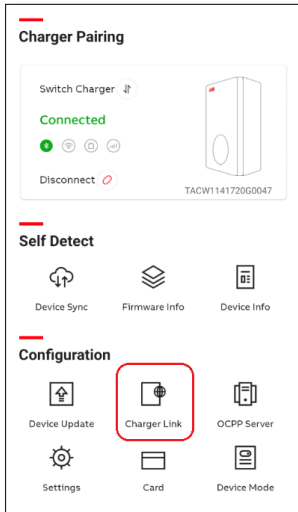 Charger Pairing
Switch Charger
Connected
Disconnect
TACW1141720G0047
Self Detect
Device Sync Firmware Info Device Info
Configuration
Device Update Charger Link OCPP Server
Settings Card Device Mode